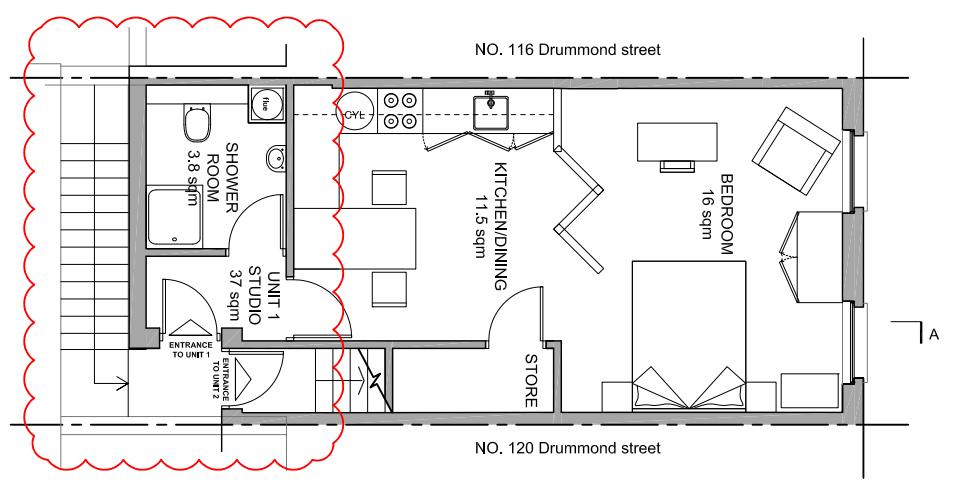 NO. 116 Drummond street
flue
CYL
SHOWER
ROOM
3.8 sqm
KITCHEN/DINING
11.5 sqm
BEDROOM
16 sqm
UNIT 1
STUDIO
37 sqm
ENTRANCE
TO UNIT 1
ENTRANCE
TO UNIT 2
STORE
A
NO. 120 Drummond street